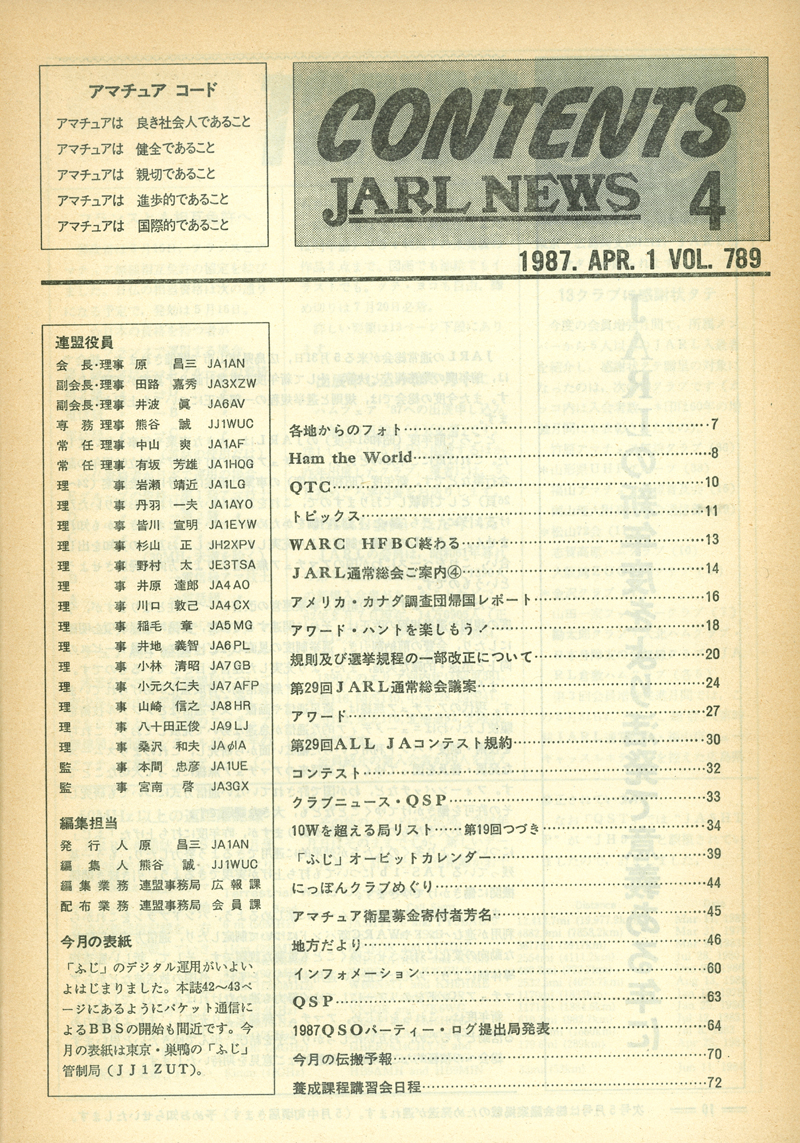 アマチュア コード
アマチュアは 良き社会人であること
アマチュアは 健全であること
アマチュアは 親切であること
アマチュアは 進歩的であること
アマチュアは 国際的であること
CONTENTS
JARL NEWS 4
1987. APR. 1 VOL. 789
連盟役員
会 長・理事 原 昌三 JA1AN
副会長・理事 田路 嘉秀 JA3XZW
副会長・理事 井波 眞 JA6AV
専 務 理事 熊谷 誠 JJ1WUC
常 任 理事 中山 爽 JA1AF
常 任 理事 有坂 芳雄 JA1HQG
理 事 岩瀬 靖近 JA1LG
理 事 丹羽 一夫 JA1AYO
理 事 皆川 宣明 JA1EYW
理 事 杉山 正 JH2XPV
理 事 野村 太 JE3TSA
理 事 井原 達郎 JA4AO
理 事 川口 敦己 JA4CX
理 事 稲毛 章 JA5MG
理 事 井地 義智 JA6PL
理 事 小林 清昭 JA7GB
理 事 小元久仁夫 JA7AFP
理 事 山崎 信之 JA8HR
理 事 八十田正俊 JA9LJ
理 事 桑沢 和夫 JAφIA
監 事 本間 忠彦 JA1UE
監 事 宮南 啓 JA3GX
編集担当
発 行 人 原 昌三 JA1AN
編 集 人 熊谷 誠 JJ1WUC
編集業務 連盟事務局 広報課
配布業務 連盟事務局 会員課
今月の表紙
「ふじ」のデジタル運用がいよい
よはじまりました。本誌42〜43ペ
ージにあるようにパケット通信に
よるBBSの開始も間近です。今
月の表紙は東京・巣鴨の「ふじ」
管制局(JJ1ZUT)。
各地からのフォト……7
Ham the World……8
QTC……10
トピックス……11
WARC HFBC終わる……13
JARL通常総会ご案内④……14
アメリカ・カナダ調査団帰国レポート……16
アワード・ハントを楽しもう！……18
規則及び選挙規程の一部改正について……20
第29回JARL通常総会議案……24
アワード……27
第29回ALL JAコンテスト規約……30
コンテスト……32
クラブニュース・QSP……33
10Wを超える局リスト……第19回つづき……34
「ふじ」オービットカレンダー……39
にっぽんクラブめぐり……44
アマチュア衛星募金寄付者芳名……45
地方だより……46
インフォメーション……60
QSP……63
1987QSOパーティー・ログ提出局発表……64
今月の伝搬予報……70
養成課程講習会日程……72